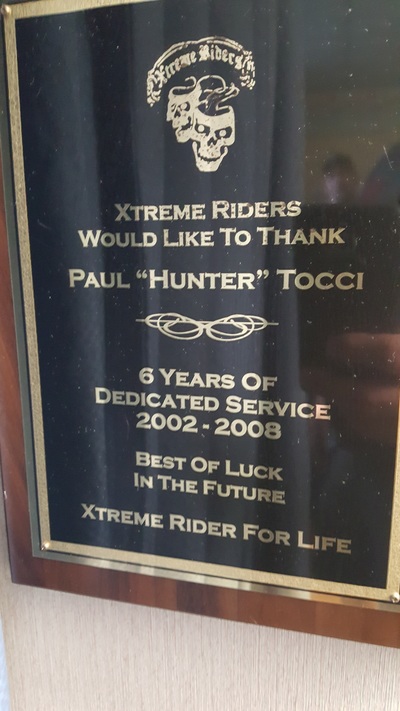 Xtreme Riders
XTREME RIDERS
WOULD LIKE TO THANK
PAUL "HUNTER" TOCCI
6 YEARS OF
DEDICATED SERVICE
2002 - 2008
BEST OF LUCK
IN THE FUTURE
XTREME RIDER FOR LIFE